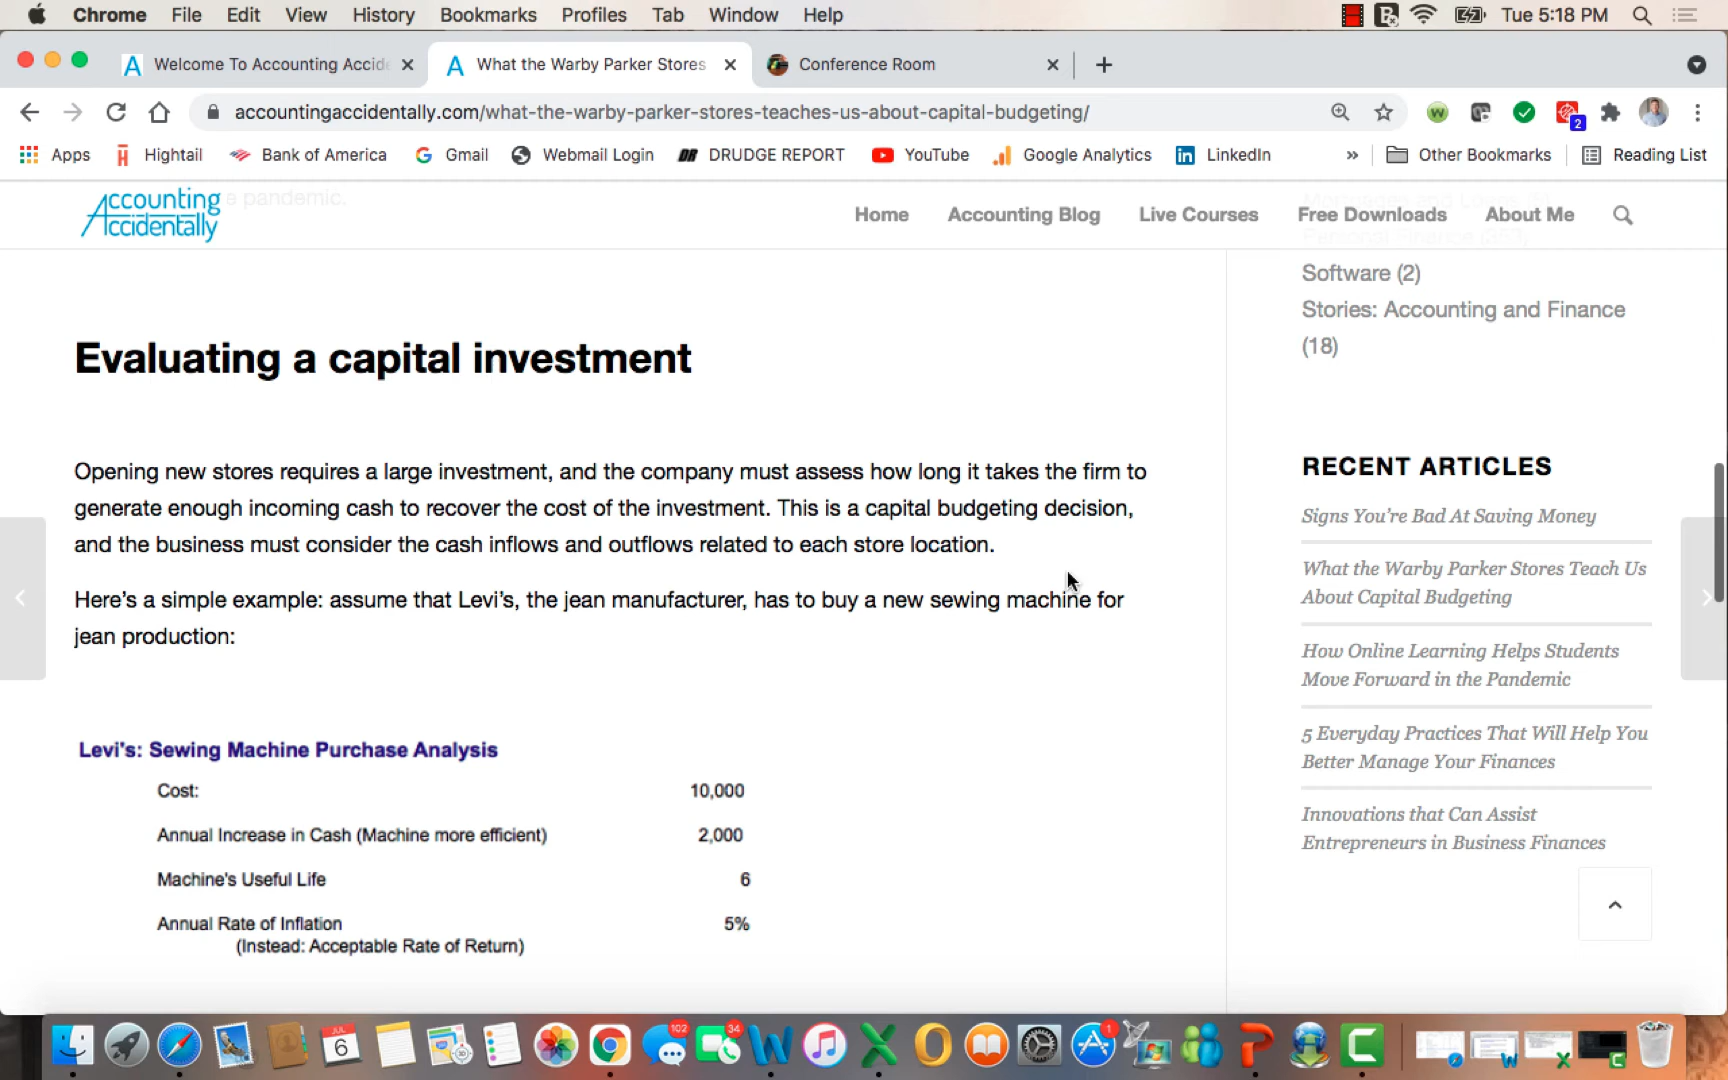 Chrome File Edit View History Bookmarks Profiles Tab Window Help
Tue 5:18 PM
Welcome To Accounting Accide
What the Warby Parker Stores
Conference Room
accountingaccidentally.com/what-the-warby-parker-stores-teaches-us-about-capital-budgeting/
2
Apps Hightail Bank of America Gmail Webmail Login DRUDGE REPORT YouTube Google Analytics LinkedIn » Other Bookmarks Reading List
Accounting
Accidentally
e pandemic.
Home Accounting Blog Live Courses Free Downloads About Me
Evaluating a capital investment
Opening new stores requires a large investment, and the company must assess how long it takes the firm to
generate enough incoming cash to recover the cost of the investment. This is a capital budgeting decision,
and the business must consider the cash inflows and outflows related to each store location.
Here's a simple example: assume that Levi's, the jean manufacturer, has to buy a new sewing machine for
jean production:
Levi's: Sewing Machine Purchase Analysis
Cost: 10,000
Annual Increase in Cash (Machine more efficient) 2,000
Machine's Useful Life 6
Annual Rate of Inflation 5%
(Instead: Acceptable Rate of Return)
Software (2)
Stories: Accounting and Finance
(18)
RECENT ARTICLES
Signs You're Bad At Saving Money
What the Warby Parker Stores Teach Us
About Capital Budgeting
How Online Learning Helps Students
Move Forward in the Pandemic
5 Everyday Practices That Will Help You
Better Manage Your Finances
Innovations that Can Assist
Entrepreneurs in Business Finances
JUL
6
102
34
1